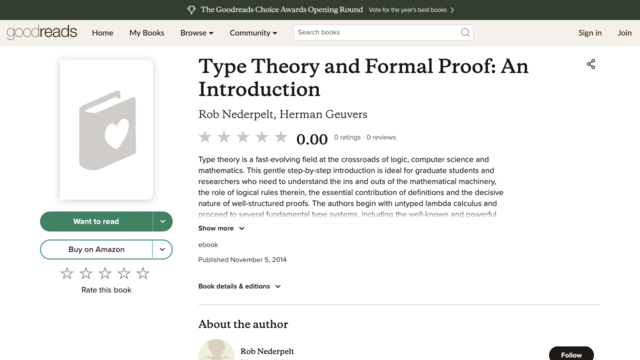 The Goodreads Choice Awards Opening Round Vote for the year's best books
goodreads Home My Books Browse Community Search books Sign in Join
Type Theory and Formal Proof: An
Introduction
Rob Nederpelt, Herman Geuvers
0.00 0 ratings · 0 reviews
Type theory is a fast-evolving field at the crossroads of logic, computer science and
mathematics. This gentle step-by-step introduction is ideal for graduate students and
researchers who need to understand the ins and outs of the mathematical machinery,
the role of logical rules therein, the essential contribution of definitions and the decisive
nature of well-structured proofs. The authors begin with untyped lambda calculus and
proceed to several fundamental type systems, including the well-known and powerful
Show more
Want to read
Buy on Amazon
Rate this book
ebook
Published November 5, 2014
Book details & editions
About the author
Rob Nederpelt
Follow